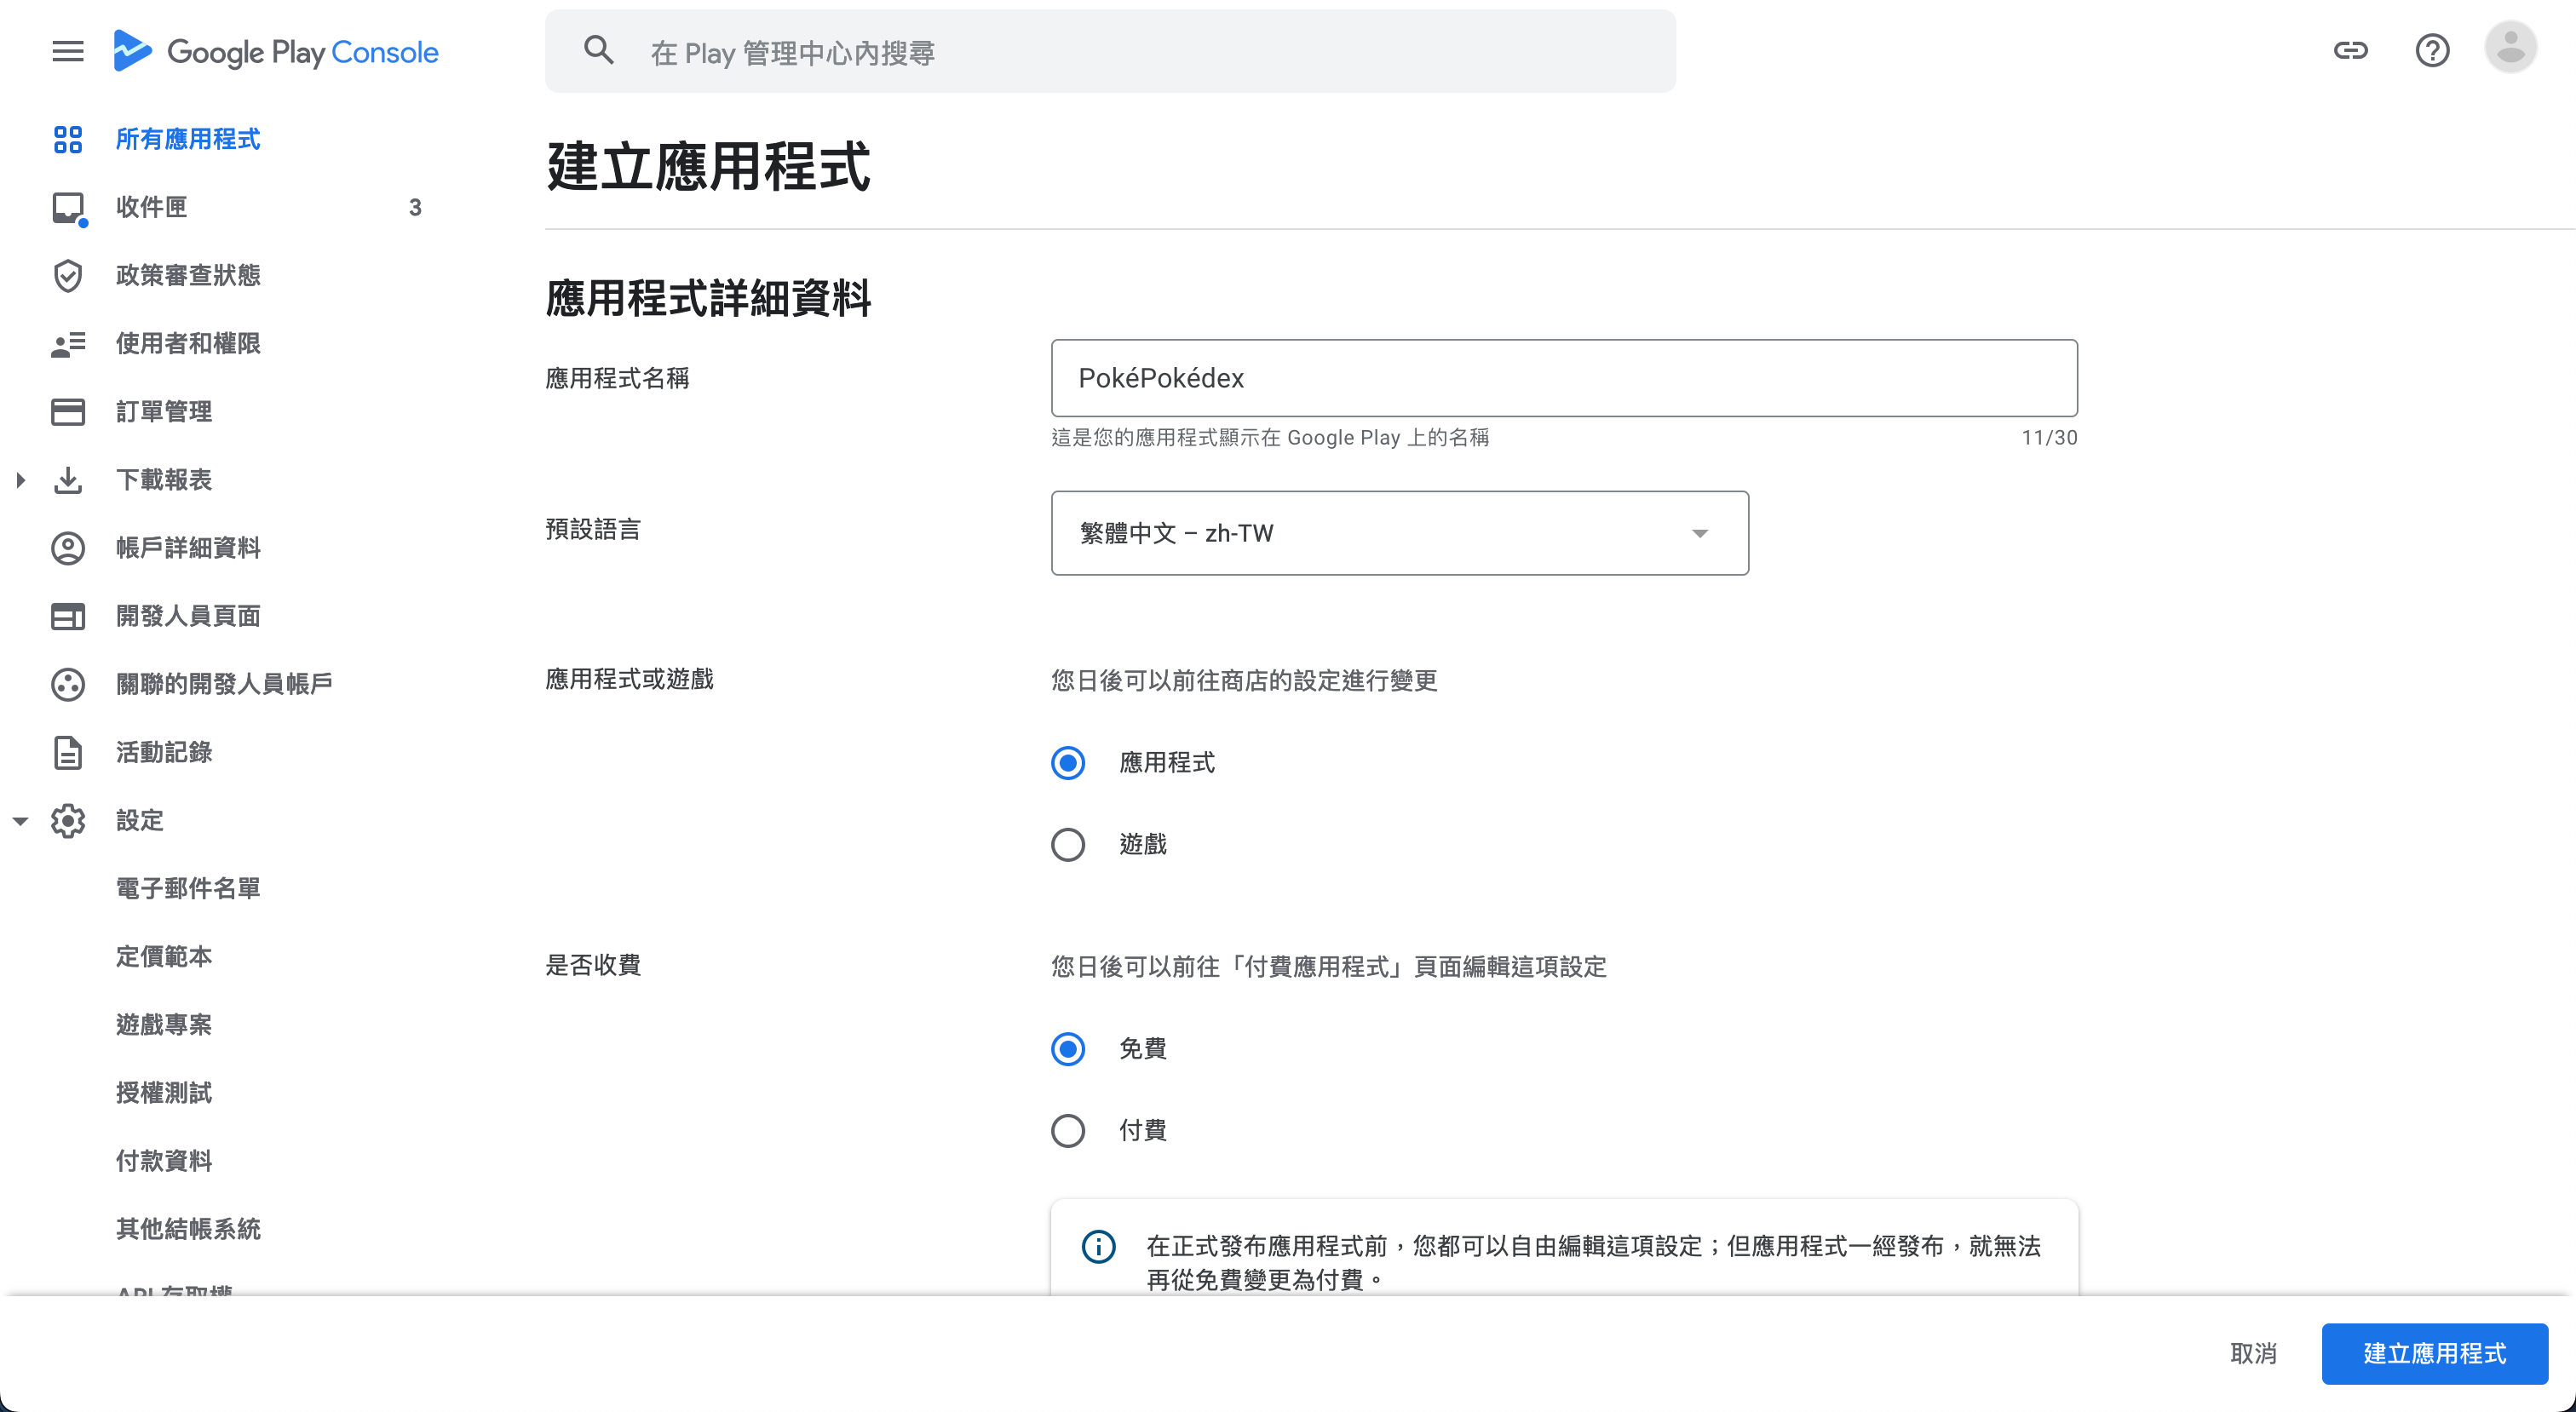 Google Play Console
在 Play 管理中心內搜尋
所有應用程式
收件匣 3
政策審查狀態
使用者和權限
訂單管理
下載報表
帳戶詳細資料
開發人員頁面
關聯的開發人員帳戶
活動記錄
設定
電子郵件名單
定價範本
遊戲專案
授權測試
付款資料
其他結帳系統
API 存取權
建立應用程式
應用程式詳細資料
應用程式名稱
PokéPokédex
這是您的應用程式顯示在 Google Play 上的名稱 11/30
預設語言
繁體中文 – zh-TW
應用程式或遊戲
您日後可以前往商店的設定進行變更
應用程式
遊戲
是否收費
您日後可以前往「付費應用程式」頁面編輯這項設定
免費
付費
在正式發布應用程式前，您都可以自由編輯這項設定；但應用程式一經發布，就無法
再從免費變更為付費。
取消
建立應用程式